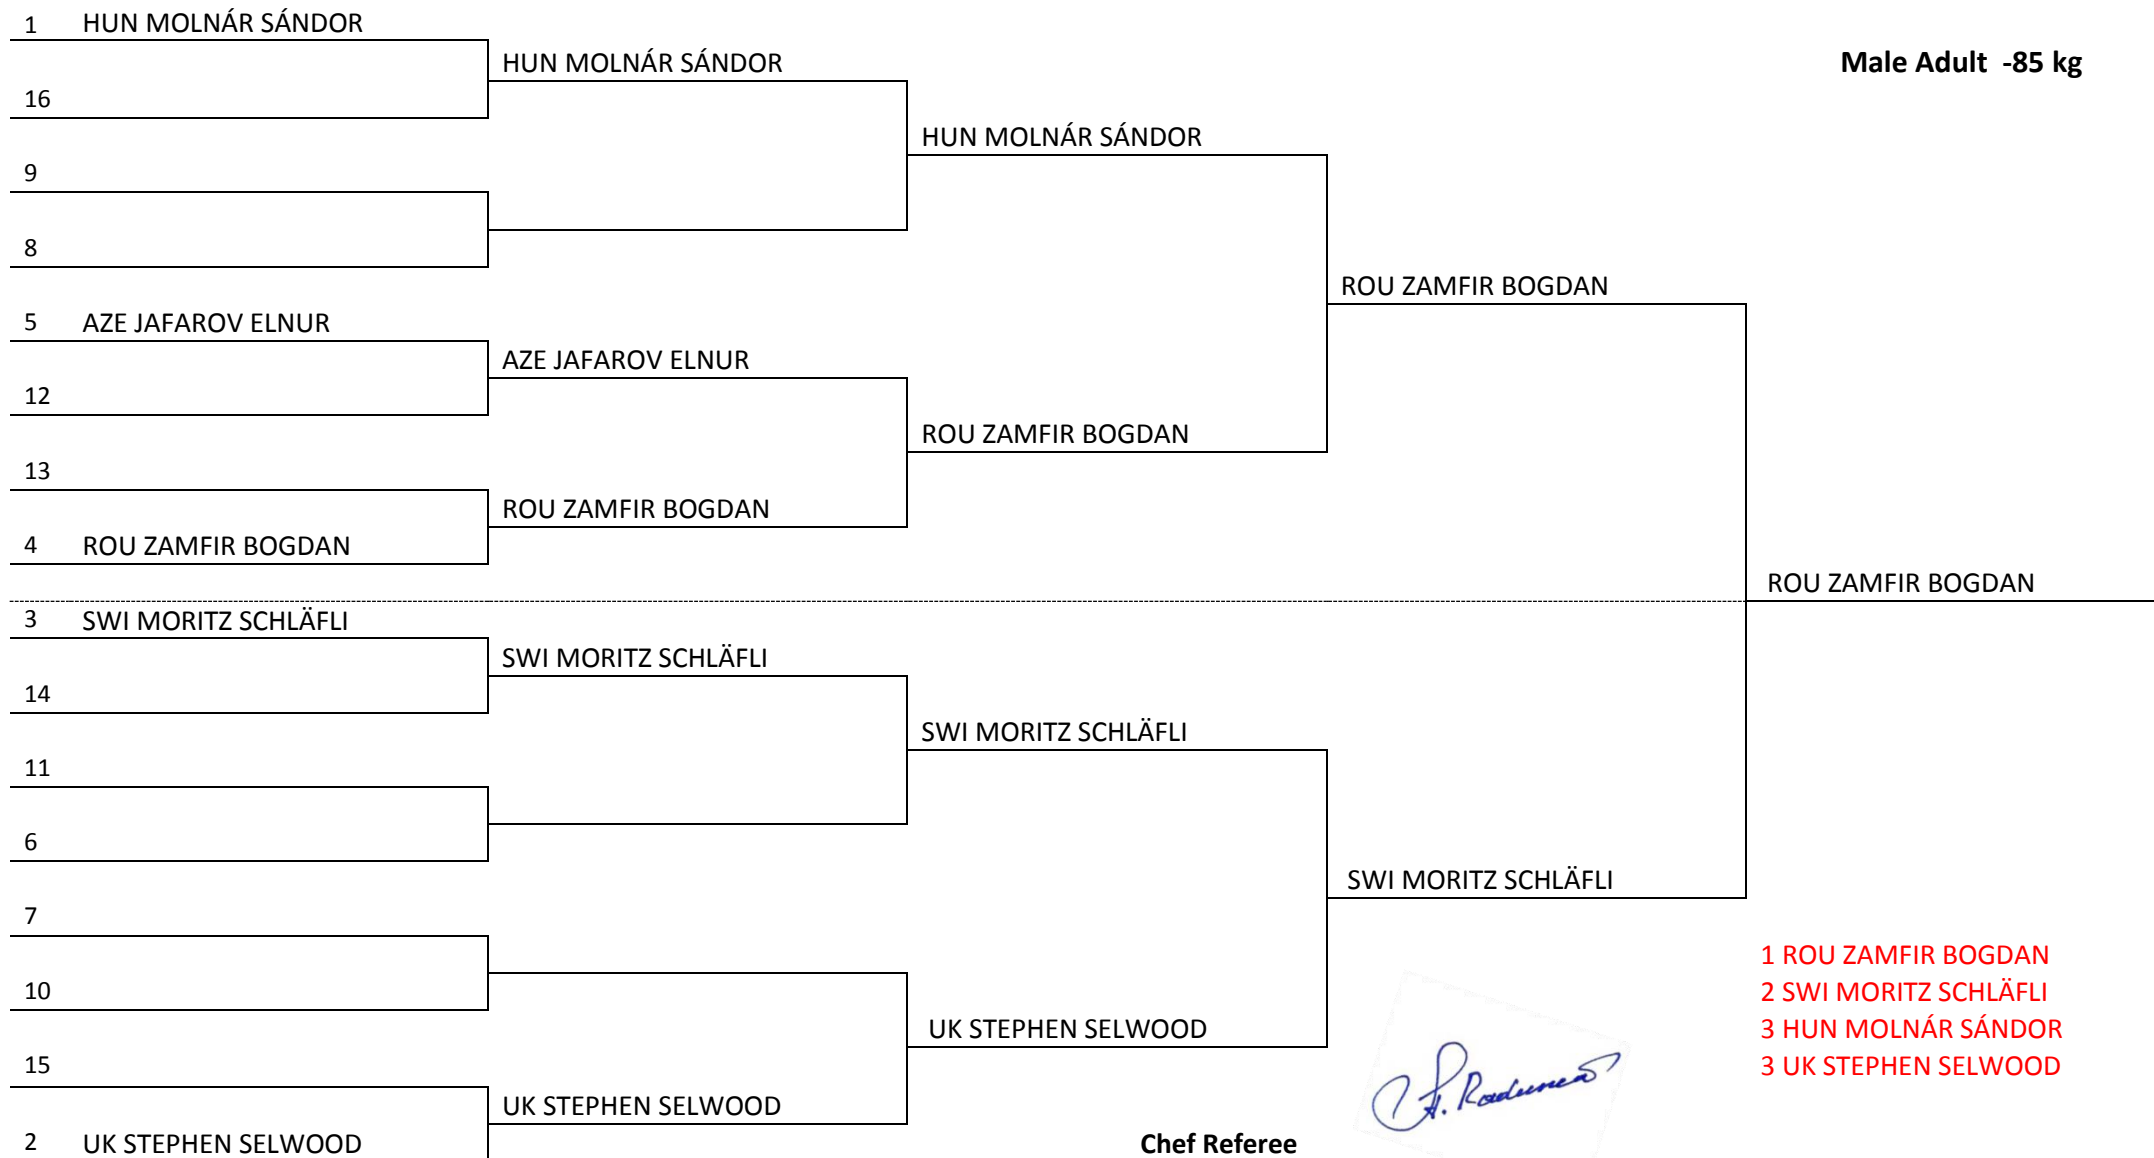 1 HUN MOLNÁR SÁNDOR
HUN MOLNÁR SÁNDOR
Male Adult -85 kg
16
HUN MOLNÁR SÁNDOR
9
8
ROU ZAMFIR BOGDAN
5 AZE JAFAROV ELNUR
AZE JAFAROV ELNUR
12
ROU ZAMFIR BOGDAN
13
ROU ZAMFIR BOGDAN
4 ROU ZAMFIR BOGDAN
ROU ZAMFIR BOGDAN
3 SWI MORITZ SCHLÄFLI
SWI MORITZ SCHLÄFLI
14
SWI MORITZ SCHLÄFLI
11
6
SWI MORITZ SCHLÄFLI
7
1 ROU ZAMFIR BOGDAN
10
2 SWI MORITZ SCHLÄFLI
UK STEPHEN SELWOOD
3 HUN MOLNÁR SÁNDOR
15
3 UK STEPHEN SELWOOD
UK STEPHEN SELWOOD
2 UK STEPHEN SELWOOD
Chef Referee